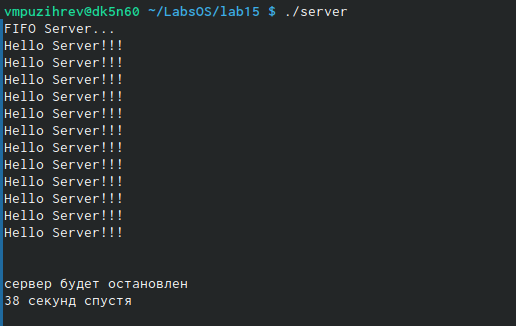 vmpuzihrev@dk5n60 ~/LabsOS/lab15 $ ./server
FIFO Server...
Hello Server!!!
Hello Server!!!
Hello Server!!!
Hello Server!!!
Hello Server!!!
Hello Server!!!
Hello Server!!!
Hello Server!!!
Hello Server!!!
Hello Server!!!
Hello Server!!!
Hello Server!!!
сервер будет остановлен
38 секунд спустя